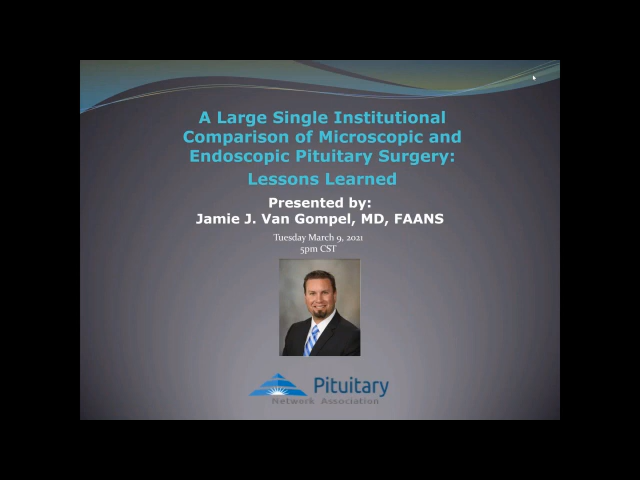 A Large Single Institutional
Comparison of Microscopic and
Endoscopic Pituitary Surgery:
Lessons Learned
Presented by:
Jamie J. Van Gompel, MD, FAANS
Tuesday March 9, 2021
5pm CST
Pituitary
Network Association